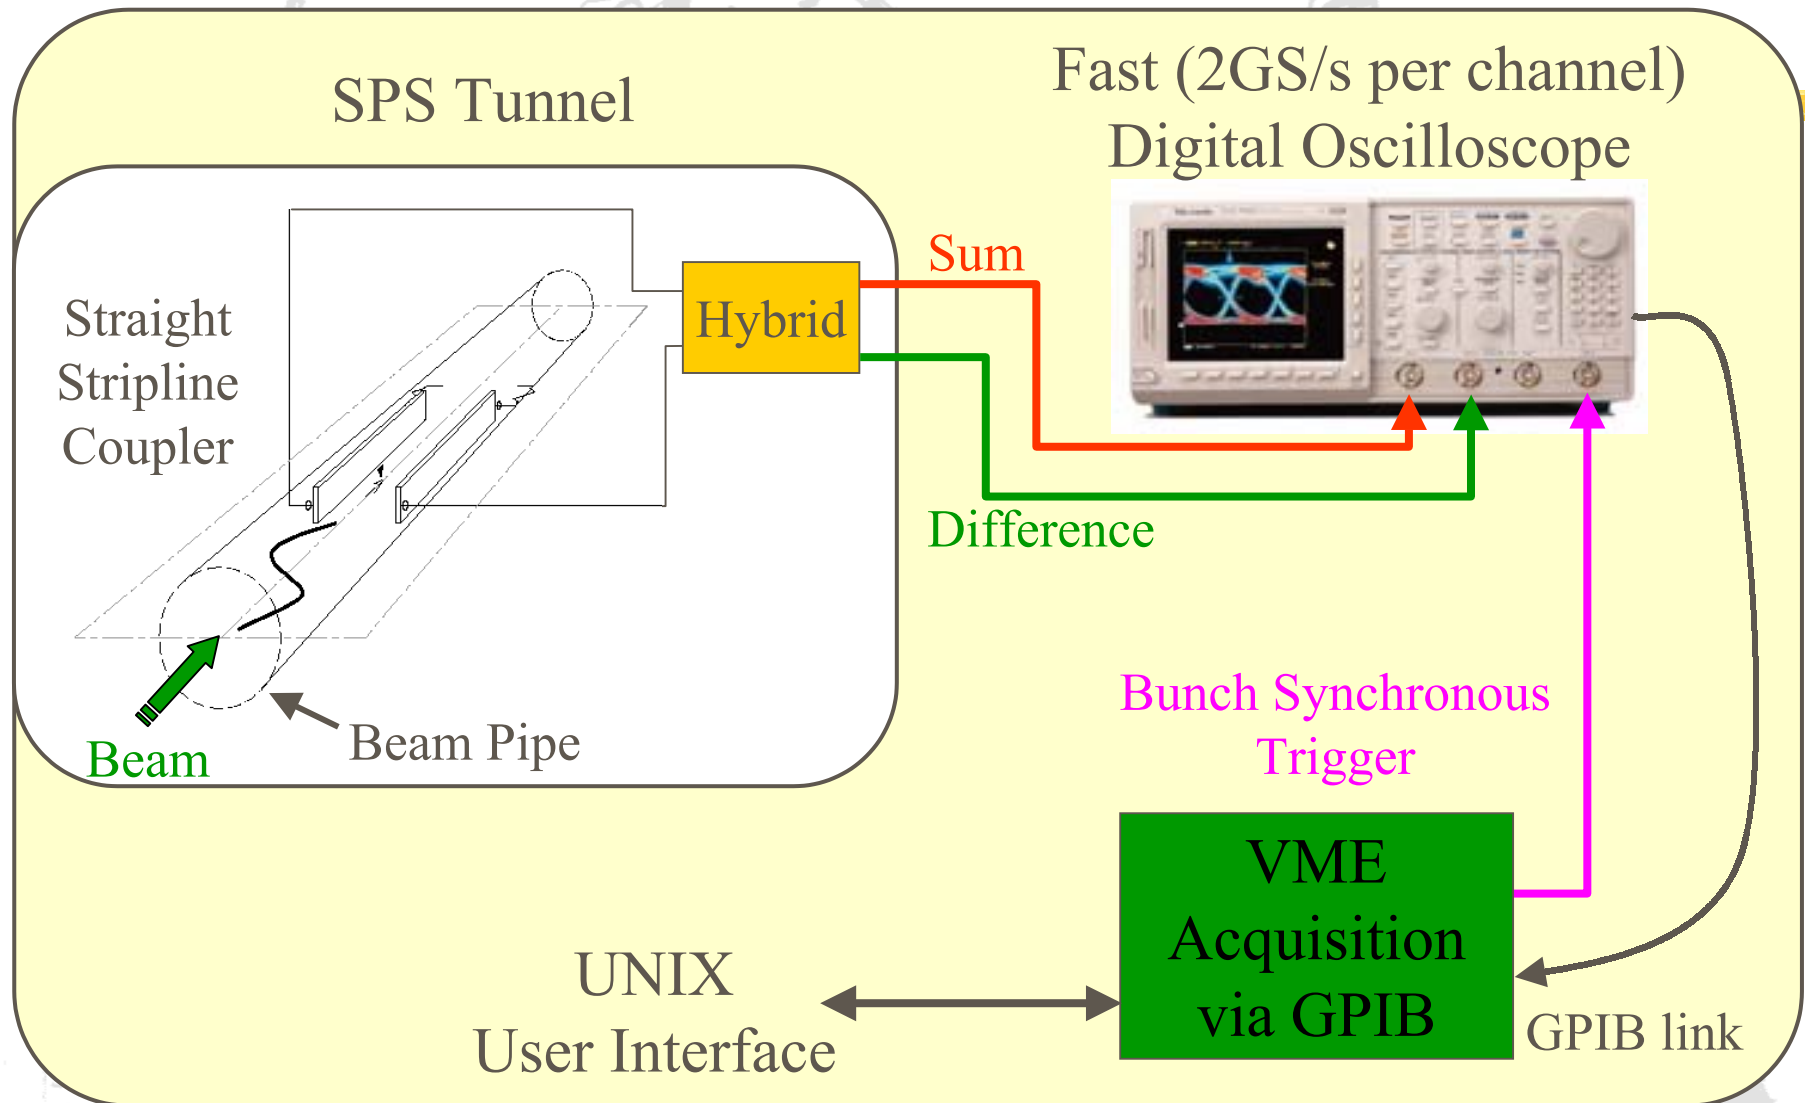 SPS Tunnel
Fast (2GS/s per channel)
Digital Oscilloscope
Straight
Stripline
Coupler
Hybrid
Sum
Difference
Beam
Beam Pipe
Bunch Synchronous
Trigger
VME
Acquisition
via GPIB
UNIX
User Interface
GPIB link